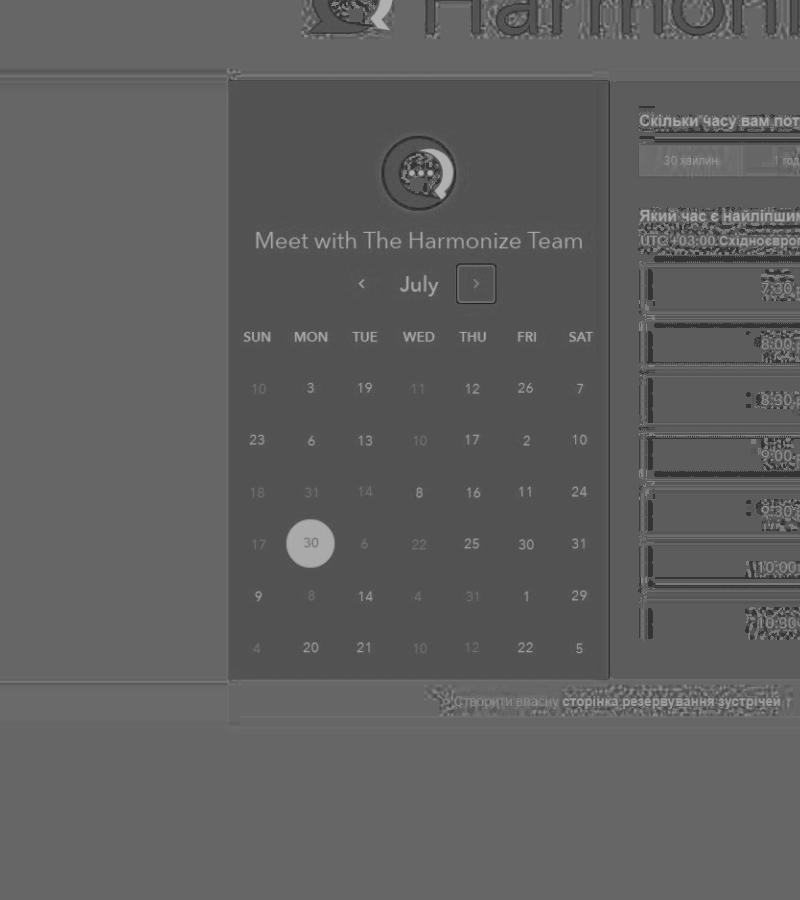 Harmoni
Meet with The Harmonize Team
July
SUN MON TUE WED THU FRI SAT
10 3 19 11 12 26 7
23 6 13 10 17 2 10
18 31 14 8 16 11 24
17 30 6 22 25 30 31
9 8 14 4 31 1 29
4 20 21 10 12 22 5
Скільки часу вам пот
30 хвилин 1 год
Який час є найліпшим
UTC +03:00 Східноєвроп
7:30 p
8:00 p
8:30 p
9:00 p
9:30 p
10:00
10:30
Створити власну сторінка резервування зустрічей